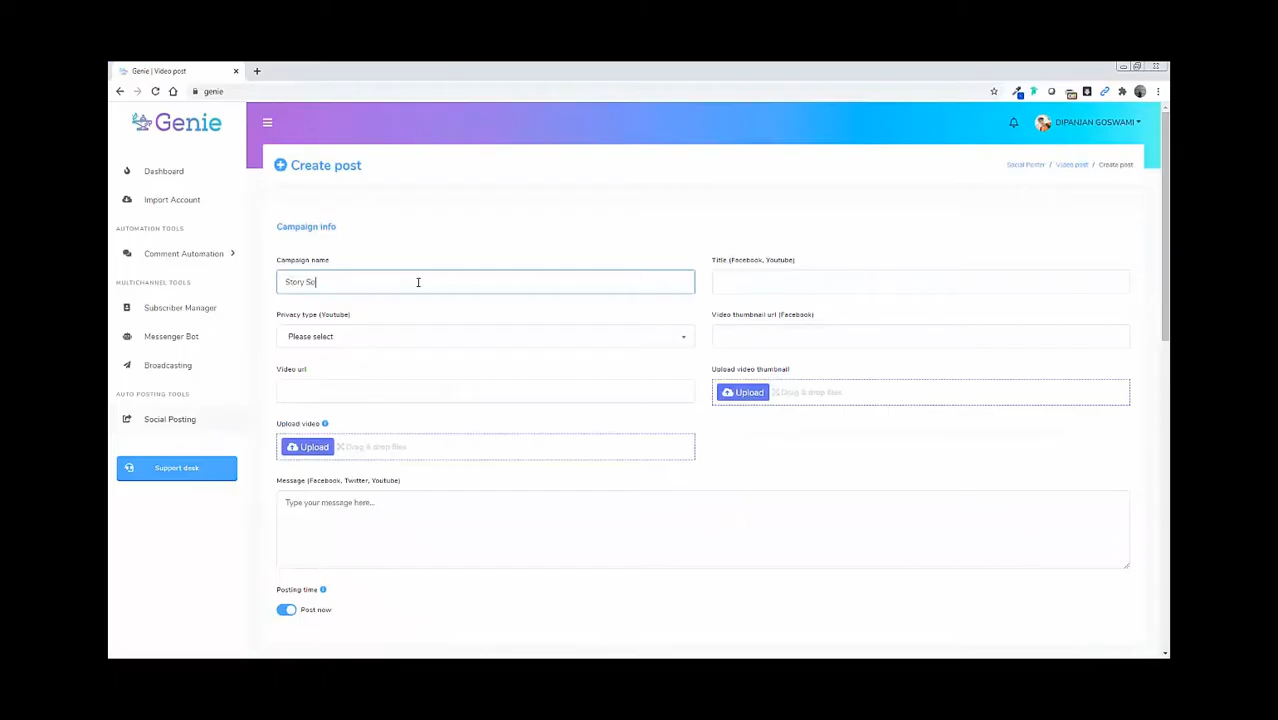 Genie | Video post
genie
Genie
DIPANJAN GOSWAMI
Create post
Social Poster / Video post / Create post
Dashboard
Import Account
AUTOMATION TOOLS
Comment Automation
MULTICHANNEL TOOLS
Subscriber Manager
Messenger Bot
Broadcasting
AUTO POSTING TOOLS
Social Posting
Support desk
Campaign info
Campaign name
Title (Facebook, Youtube)
Story So
Privacy type (Youtube)
Video thumbnail url (Facebook)
Please select
Video url
Upload video thumbnail
Upload Drag & drop files
Upload video
Upload Drag & drop files
Message (Facebook, Twitter, Youtube)
Type your message here...
Posting time
Post now